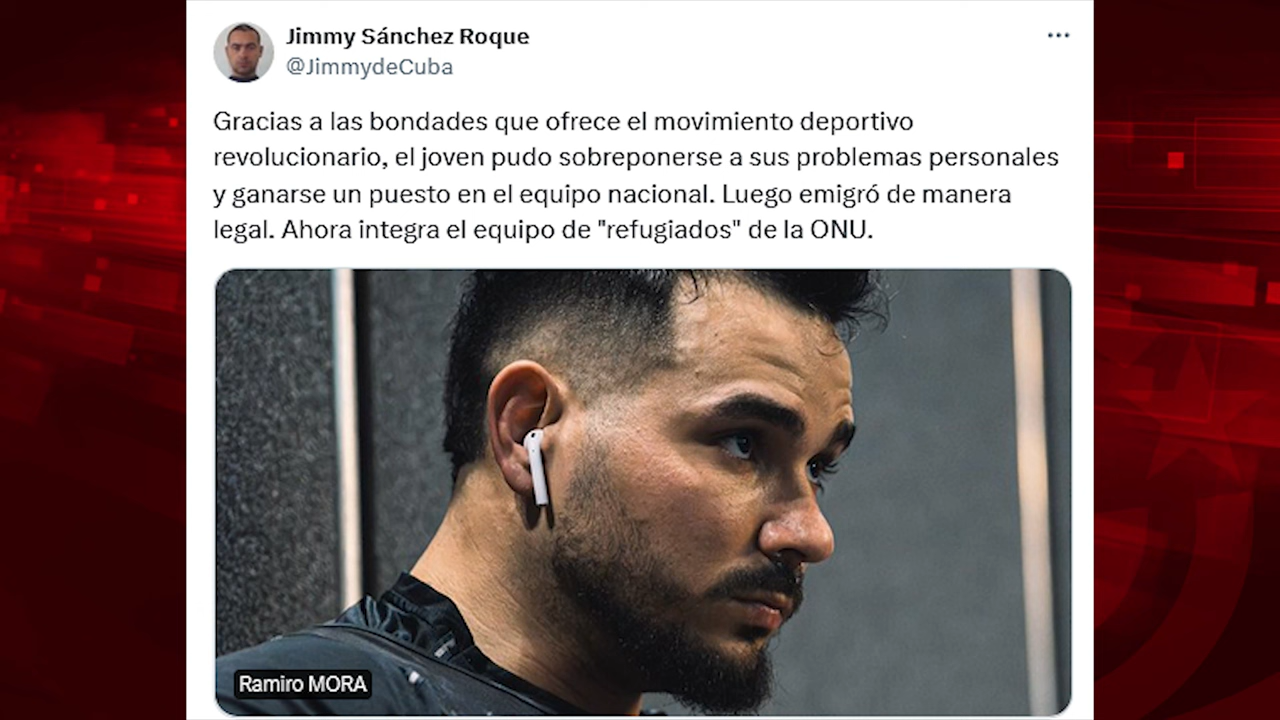 Jimmy Sánchez Roque
@JimmydeCuba
Gracias a las bondades que ofrece el movimiento deportivo
revolucionario, el joven pudo sobreponerse a sus problemas personales
y ganarse un puesto en el equipo nacional. Luego emigró de manera
legal. Ahora integra el equipo de "refugiados" de la ONU.
Ramiro MORA